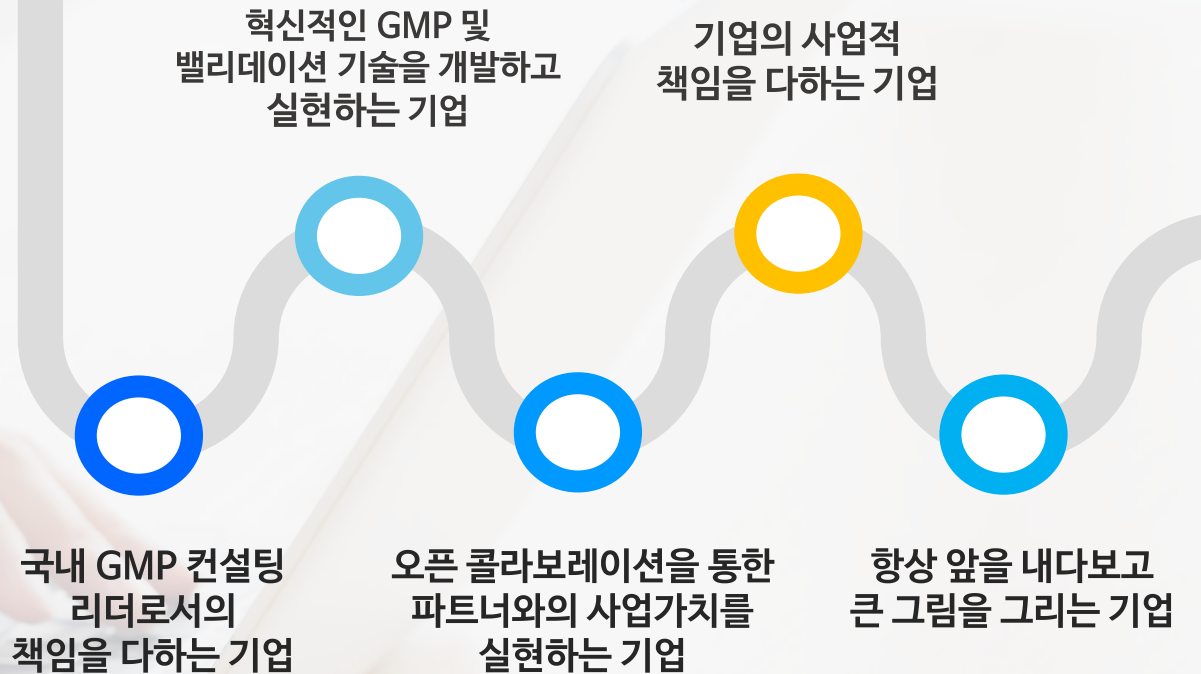 혁신적인 GMP 및
밸리데이션 기술을 개발하고
실현하는 기업
기업의 사업적
책임을 다하는 기업
국내 GMP 컨설팅
리더로서의
책임을 다하는 기업
오픈 콜라보레이션을 통한
파트너와의 사업가치를
실현하는 기업
항상 앞을 내다보고
큰 그림을 그리는 기업